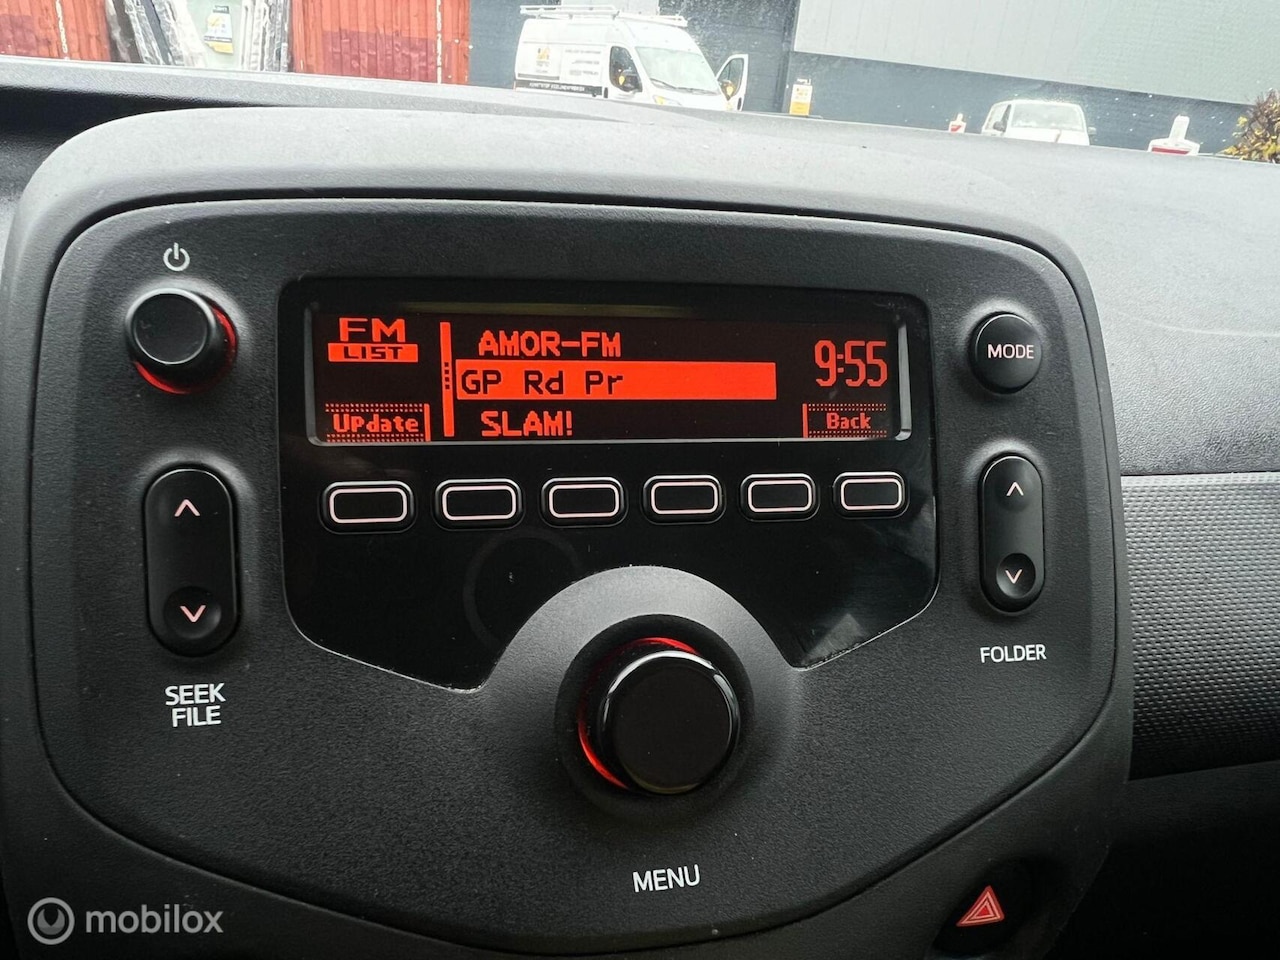 FM
LIST
AMOR-FM
GP Rd Pr
SLAM!
9:55
Update
Back
MODE
SEEK
FILE
FOLDER
MENU
mobilox